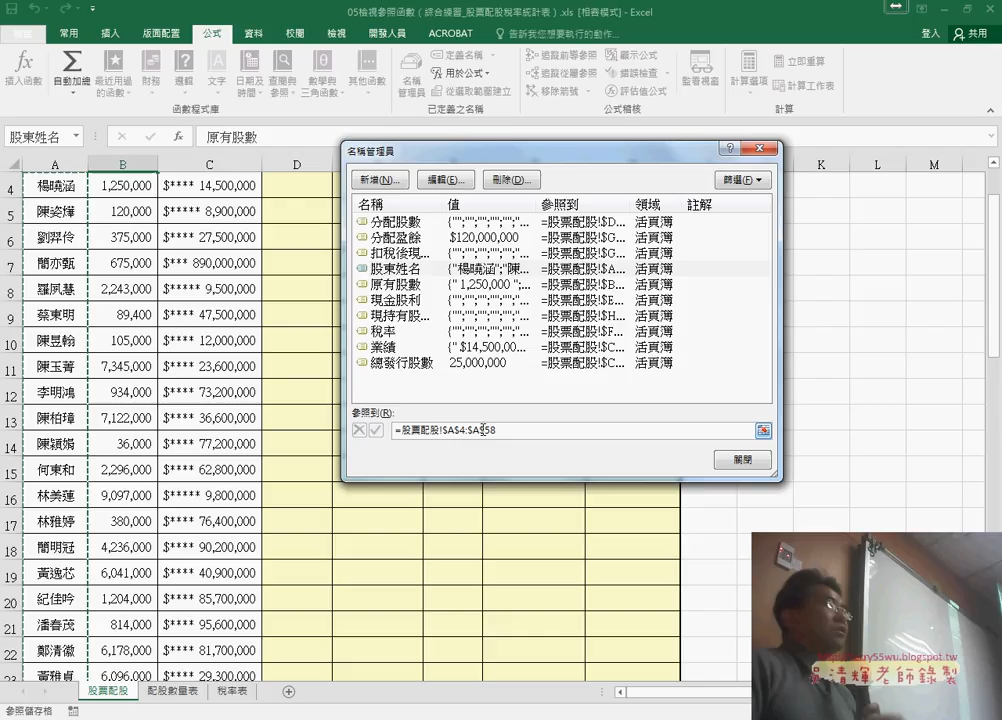 05檢視參照函數（綜合練習_股票配股稅率統計表）.xls [相容模式] - Excel
常用 插入 版面配置 公式 資料 校閱 檢視 開發人員 ACROBAT 告訴我您想要執行的動作... 登入 共用
插入函數 自動加總 最近用過的函數 財務 邏輯 文字 日期及時間 查閱與參照 數學與三角函數 其他函數
函數程式庫
名稱管理員 定義名稱 用於公式 從選取範圍建立
已定義之名稱
追蹤前導參照 追蹤從屬參照 移除箭號 顯示公式 錯誤檢查 評估值公式 監看視窗
公式稽核
計算選項 立即重算 計算工作表
計算
股東姓名 fx 原有股數
A B C D K L M
4 楊曉涵 1,250,000 $**** 14,500,000
5 陳姿燁 120,000 $**** 8,900,000
6 劉羿伶 375,000 $**** 27,500,000
7 簡亦甄 675,000 $*** 890,000,000
8 羅夙慧 2,243,000 $**** 9,500,000
9 蔡東明 89,400 $**** 47,500,000
10 陳昱翰 105,000 $**** 12,000,000
11 陳玉菁 7,345,000 $**** 23,600,000
12 李明鴻 934,000 $**** 73,200,000
13 陳柏瑋 7,122,000 $**** 36,600,000
14 陳穎娟 36,000 $**** 77,200,000
15 何東和 2,296,000 $**** 62,800,000
16 林美蓮 9,097,000 $**** 9,800,000
17 林雅婷 380,000 $**** 76,400,000
18 簡明冠 4,236,000 $**** 90,200,000
19 黃逸芯 6,041,000 $**** 40,900,000
20 紀佳吟 1,204,000 $**** 85,700,000
21 潘春茂 814,000 $**** 95,600,000
22 鄭清徽 6,178,000 $**** 81,700,000
23 黃雅貞 6,096,000 $**** 29,300,000
名稱管理員
新增(N)... 編輯(E)... 刪除(D)... 篩選(F)
名稱 值 參照到 領域 註解
分配股數 {"";"";"";"";"";"... =股票配股!$D... 活頁簿
分配盈餘 $120,000,000 =股票配股!$G... 活頁簿
扣稅後現... {"";"";"";"";"";"... =股票配股!$G... 活頁簿
股東姓名 {"楊曉涵";"陳... =股票配股!$A... 活頁簿
原有股數 {" 1,250,000 ";... =股票配股!$B... 活頁簿
現金股利 {"";"";"";"";"";"... =股票配股!$E... 活頁簿
現持有股... {"";"";"";"";"";"... =股票配股!$H... 活頁簿
稅率 {"";"";"";"";"";"... =股票配股!$F... 活頁簿
業績 {" $14,500,00... =股票配股!$C... 活頁簿
總發行股數 25,000,000 =股票配股!$C... 活頁簿
參照到(R):
=股票配股!$A$4:$A$58
關閉
股票配股 配股數量表 稅率表
參照儲存格
吳清輝老師錄製